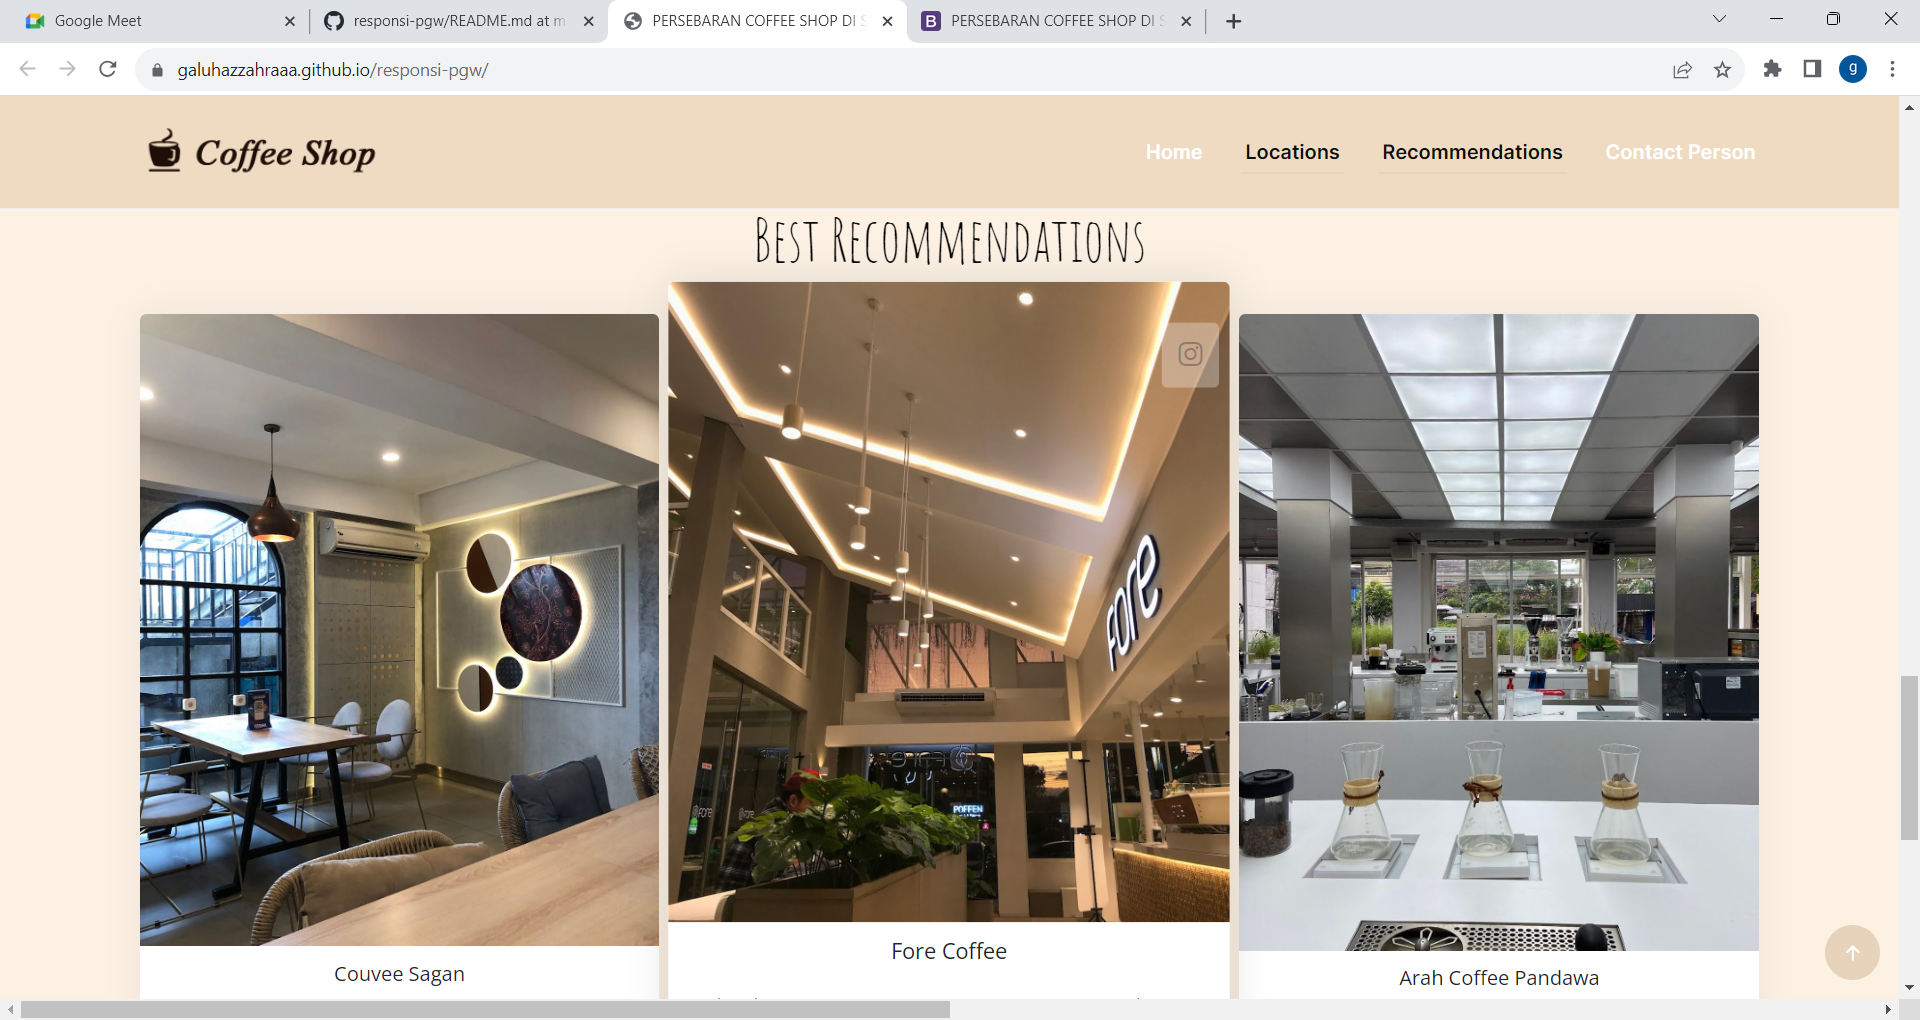 Google Meet
responsi-pgw/README.md at m
PERSEBARAN COFFEE SHOP DI S
B PERSEBARAN COFFEE SHOP DI S
galuhazzahraaa.github.io/responsi-pgw/
g
Coffee Shop
Home Locations Recommendations Contact Person
Best Recommendations
FORE
POFFEN
Couvee Sagan
Fore Coffee
Arah Coffee Pandawa